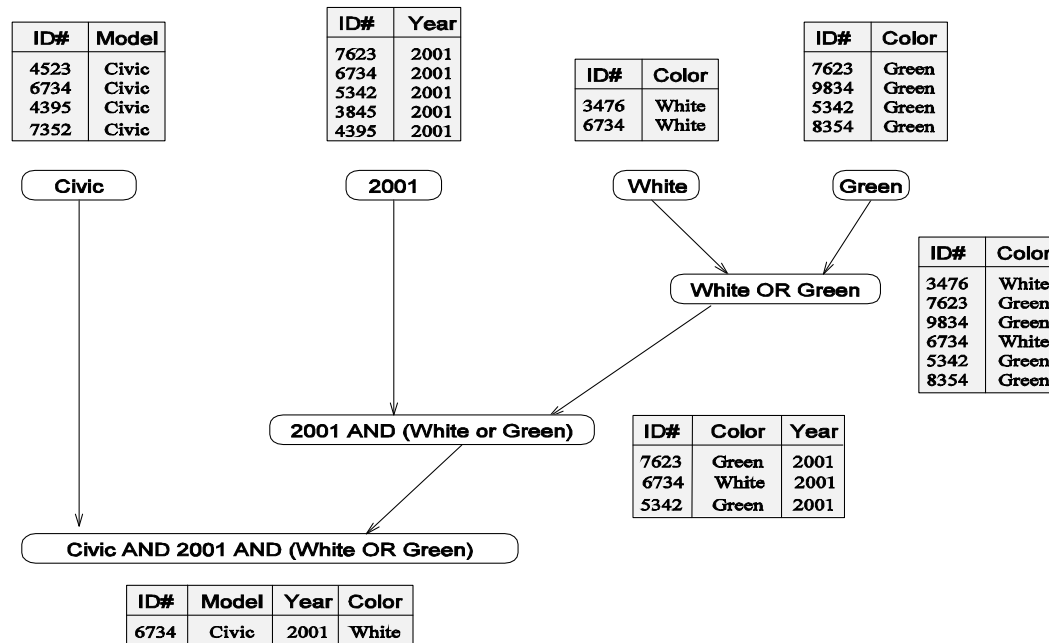 ID# Model
4523 Civic
6734 Civic
4395 Civic
7352 Civic
ID# Year
7623 2001
6734 2001
5342 2001
3845 2001
4395 2001
ID# Color
3476 White
6734 White
ID# Color
7623 Green
9834 Green
5342 Green
8354 Green
Civic
2001
White
Green
White OR Green
ID# Color
3476 White
7623 Green
9834 Green
6734 White
5342 Green
8354 Green
2001 AND (White or Green)
ID# Color Year
7623 Green 2001
6734 White 2001
5342 Green 2001
Civic AND 2001 AND (White OR Green)
ID# Model Year Color
6734 Civic 2001 White